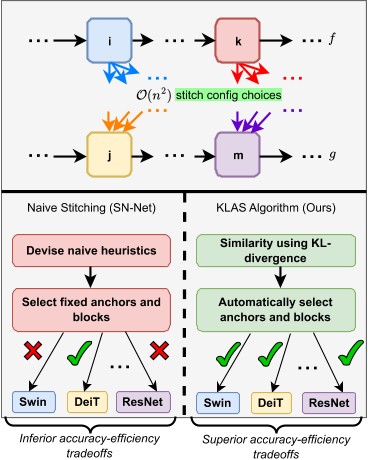 ... i ... k ... f
...
...
O(n²) stitch config choices
...
...
... j ... m ... g
Naive Stitching (SN-Net)
KLAS Algorithm (Ours)
Devise naive heuristics
Select fixed anchors and
blocks
...
Swin
DeiT
ResNet
Inferior accuracy-efficiency
tradeoffs
Similarity using KL-
divergence
Automatically select
anchors and blocks
...
Swin
DeiT
ResNet
Superior accuracy-efficiency
tradeoffs